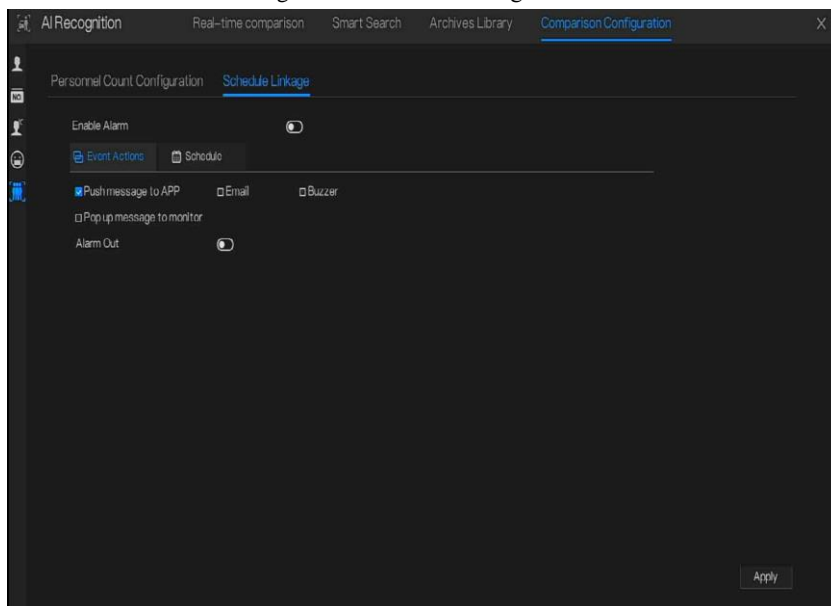 AI Recognition Real-time comparison Smart Search Archives Library Comparison Configuration X
Personnel Count Configuration Schedule Linkage
NO
Enable Alarm
Event Actions Schedule
Push message to APP Email Buzzer
Pop up message to monitor
Alarm Out
Apply